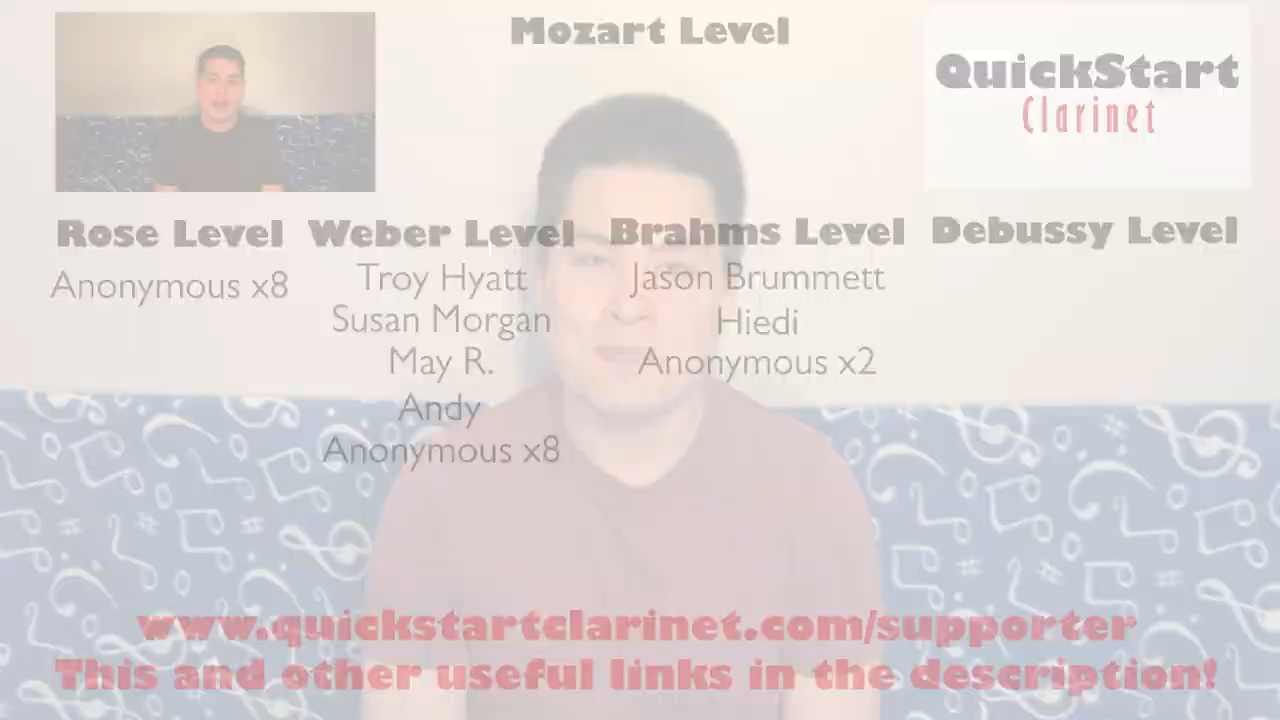 Mozart Level
QuickStart
Clarinet
Rose Level
Anonymous x8
Weber Level
Troy Hyatt
Susan Morgan
May R.
Andy
Anonymous x8
Brahms Level
Jason Brummett
Hiedi
Anonymous x2
Debussy Level
www.quickstartclarinet.com/supporter
This and other useful links in the description!